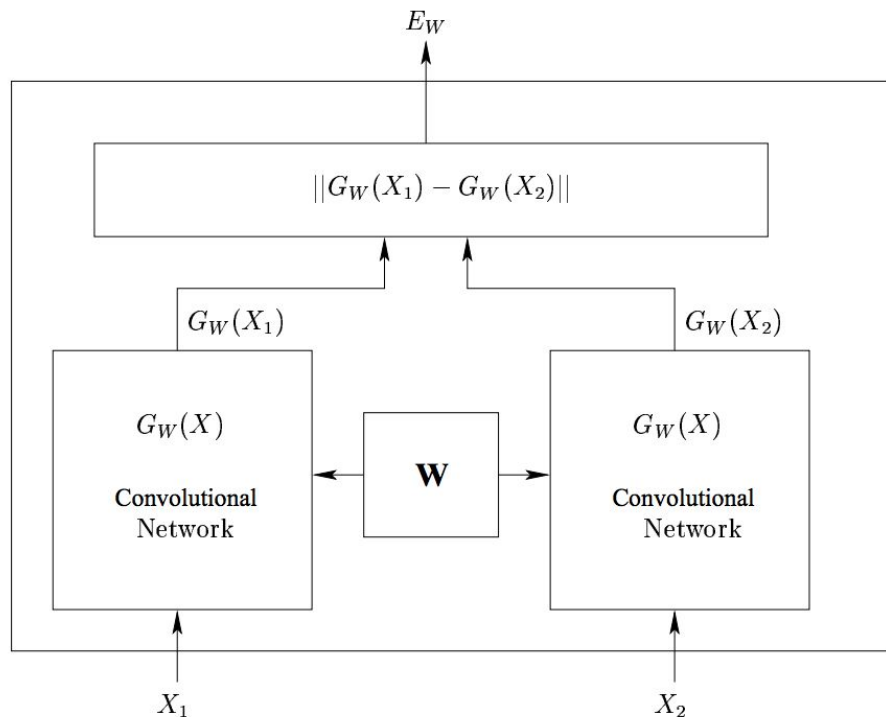 E_W
||G_W(X_1) − G_W(X_2)||
G_W(X_1)
G_W(X_2)
G_W(X)
Convolutional
Network
W
G_W(X)
Convolutional
Network
X_1
X_2